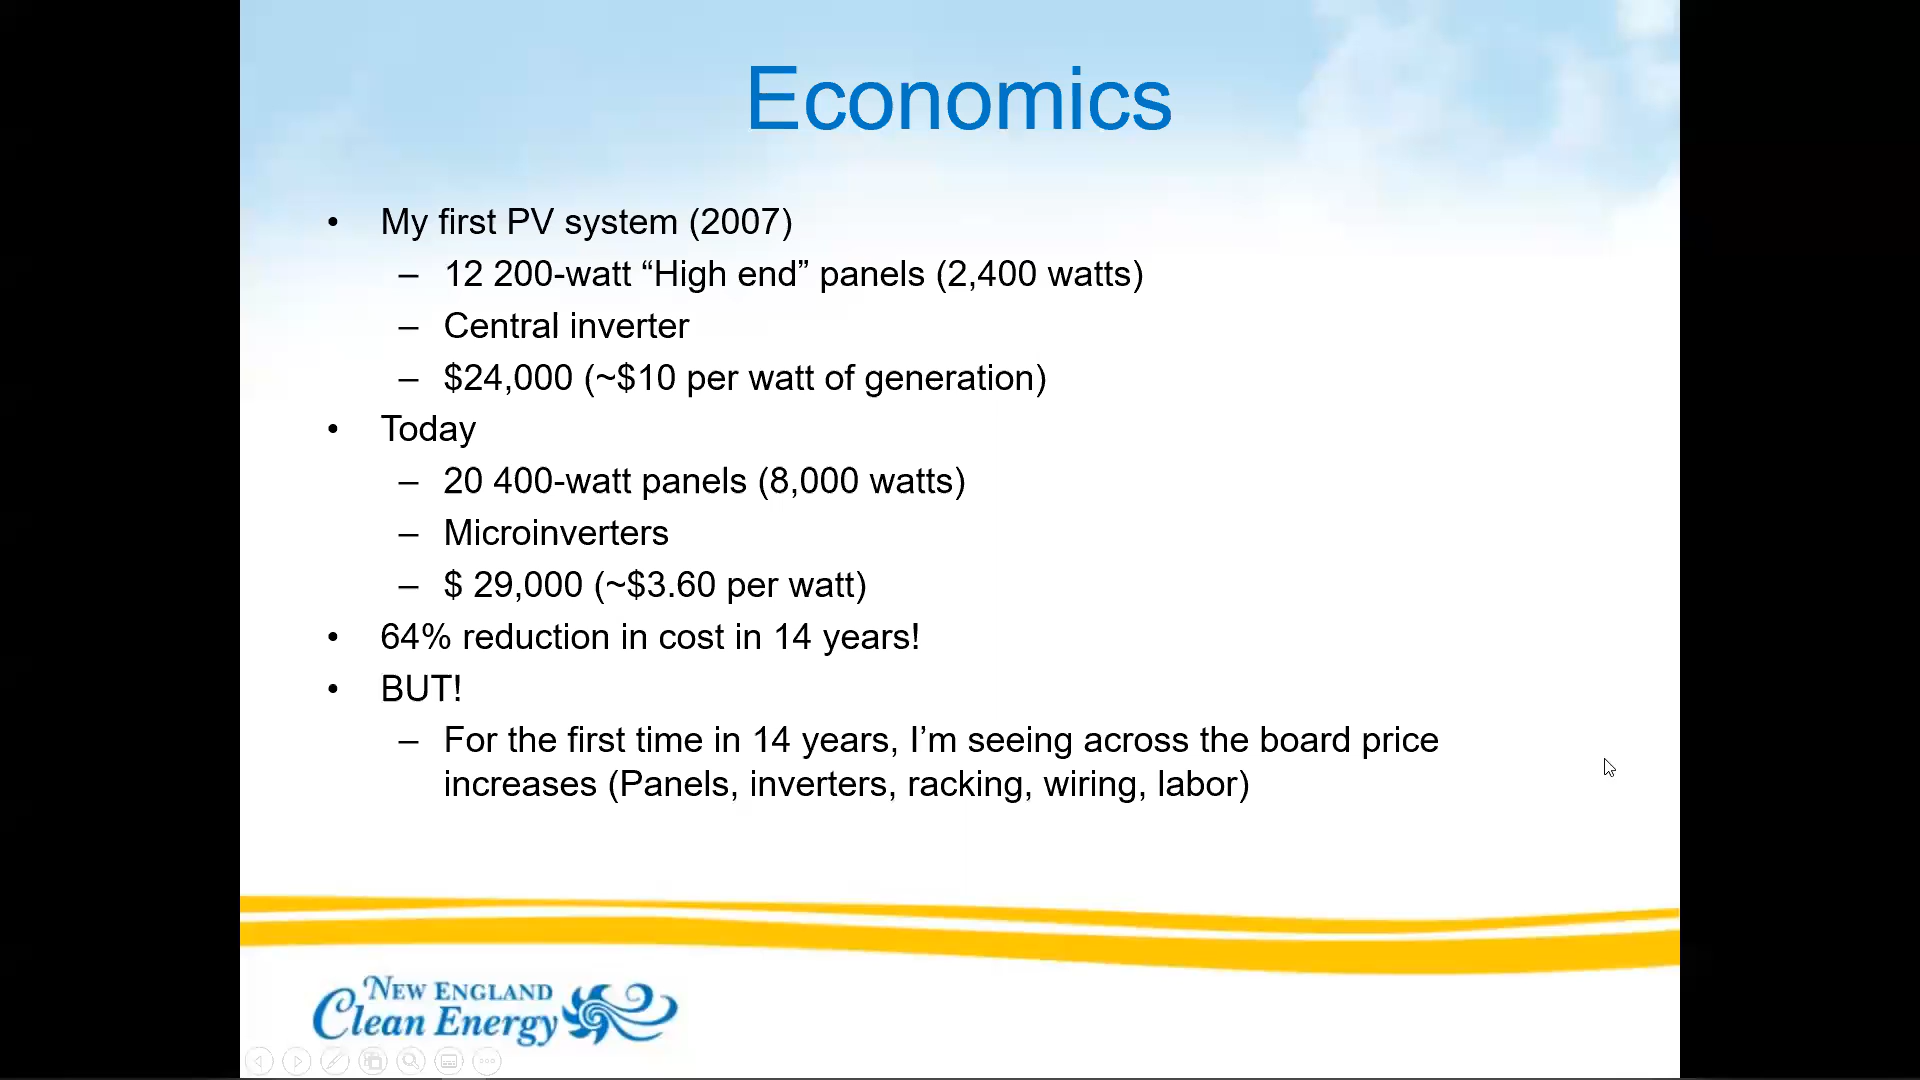 Economics
• My first PV system (2007)
– 12 200-watt “High end” panels (2,400 watts)
– Central inverter
– $24,000 (~$10 per watt of generation)
• Today
– 20 400-watt panels (8,000 watts)
– Microinverters
– $ 29,000 (~$3.60 per watt)
• 64% reduction in cost in 14 years!
• BUT!
– For the first time in 14 years, I’m seeing across the board price
increases (Panels, inverters, racking, wiring, labor)
NEW ENGLAND
Clean Energy